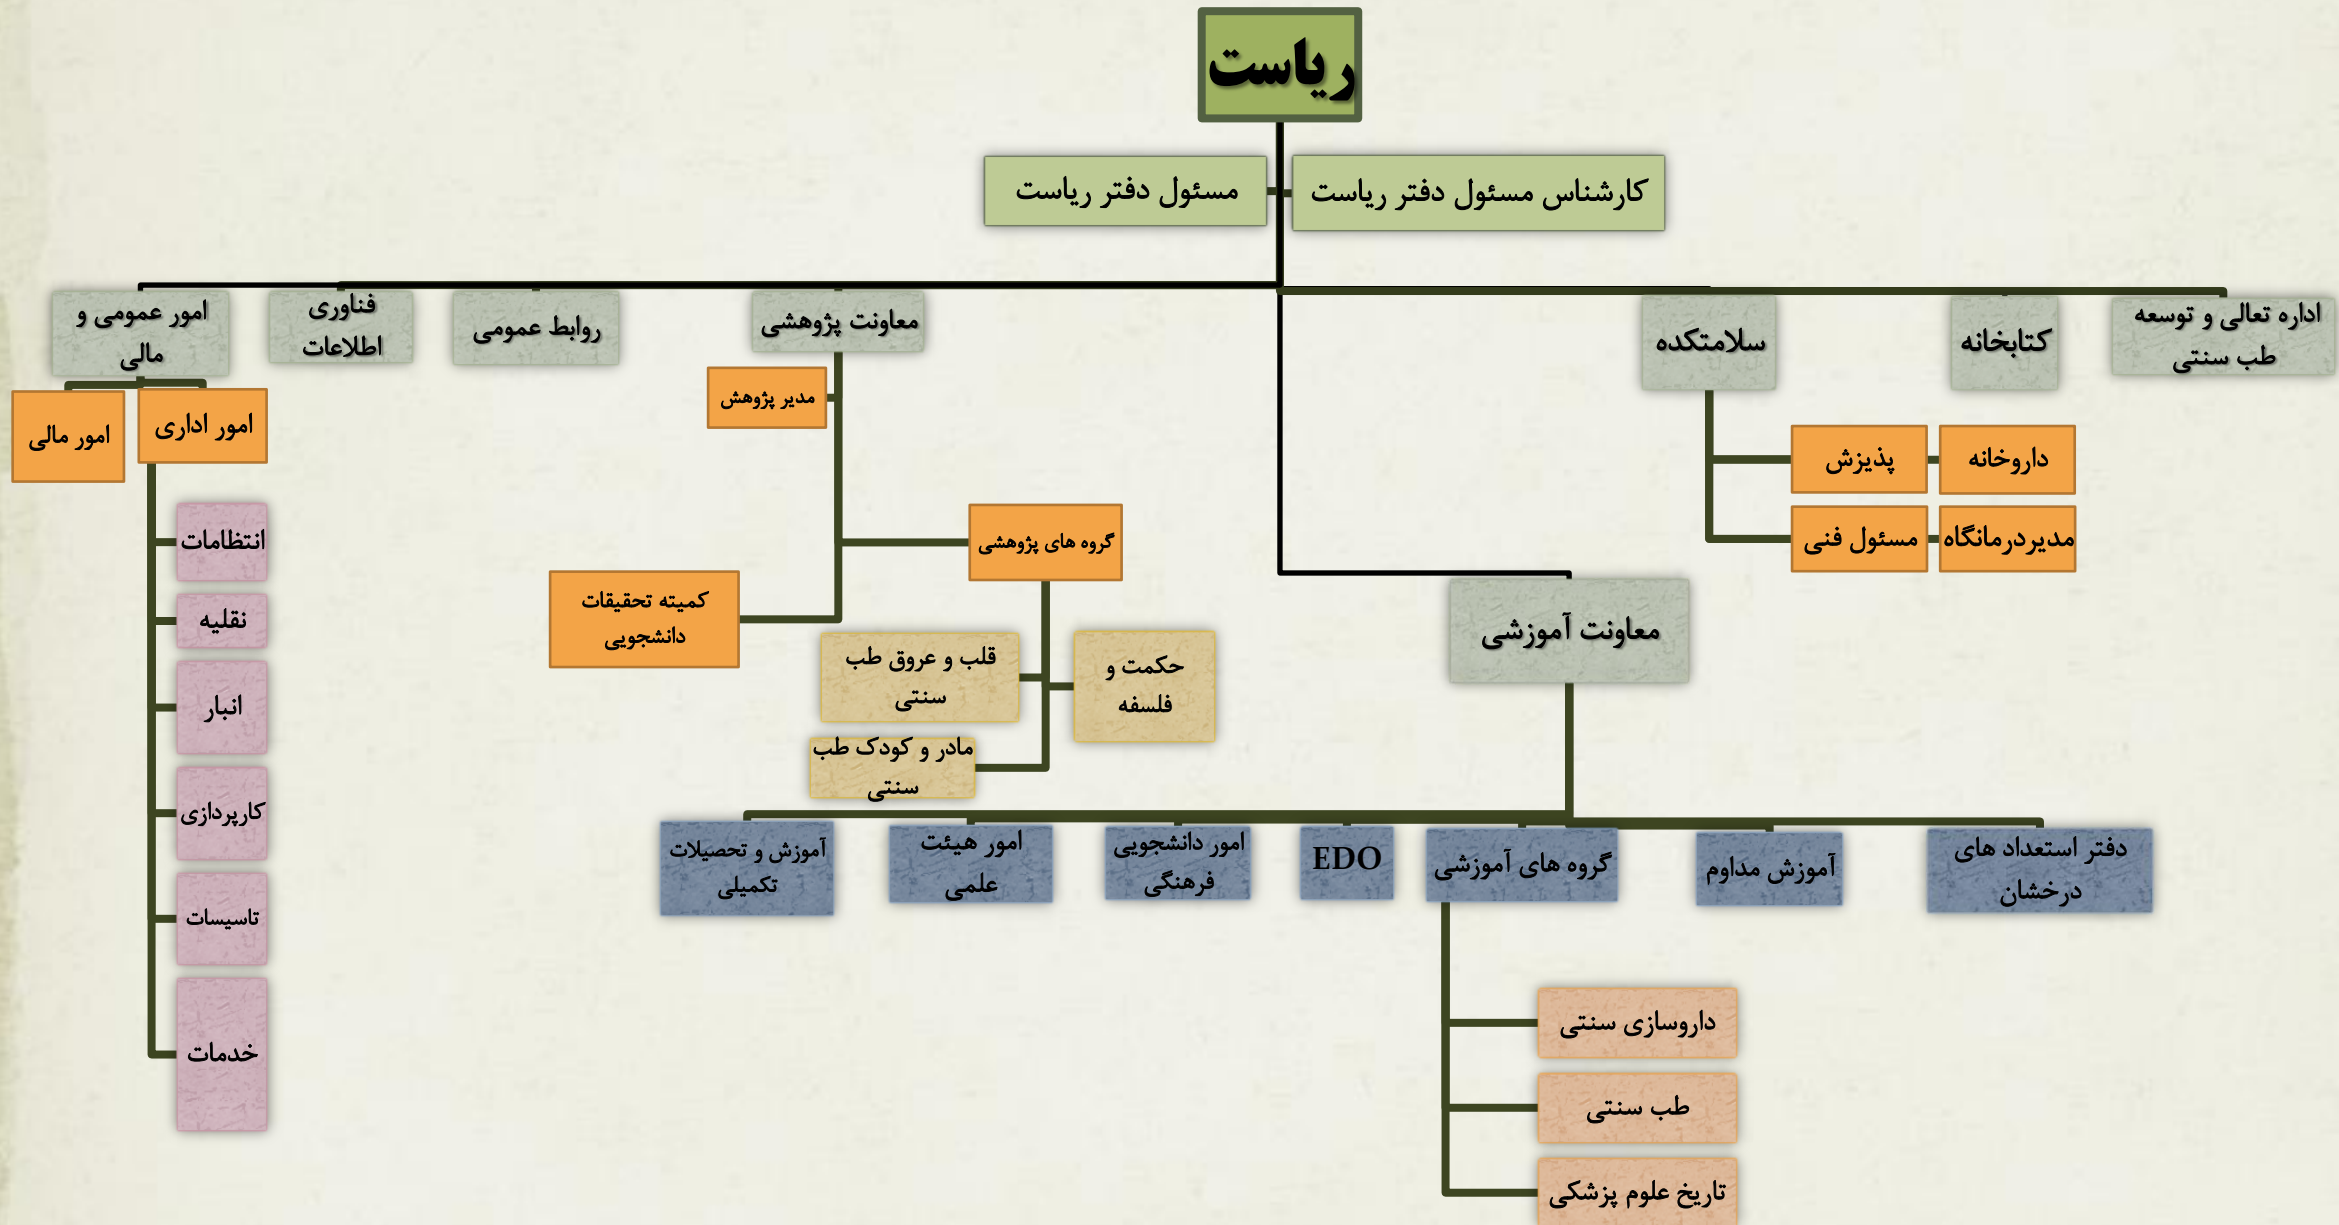 ریاست
کارشناس مسئول دفتر ریاست
مسئول دفتر ریاست
اداره تعالی و توسعه
طب سنتی
کتابخانه
سلامتکده
معاونت پژوهشی
روابط عمومی
فناوری
اطلاعات
امور عمومی و
مالی
داروخانه
پذیزش
مدیردرمانگاه
مسئول فنی
مدیر پژوهش
گروه های پژوهشی
کمیته تحقیقات
دانشجویی
حکمت و
فلسفه
قلب و عروق طب
سنتی
مادر و کودک طب
سنتی
امور اداری
امور مالی
انتظامات
نقلیه
انبار
کارپردازی
تاسیسات
خدمات
معاونت آموزشی
دفتر استعداد های
درخشان
آموزش مداوم
گروه های آموزشی
EDO
امور دانشجویی
فرهنگی
امور هیئت
علمی
آموزش و تحصیلات
تکمیلی
داروسازی سنتی
طب سنتی
تاریخ علوم پزشکی